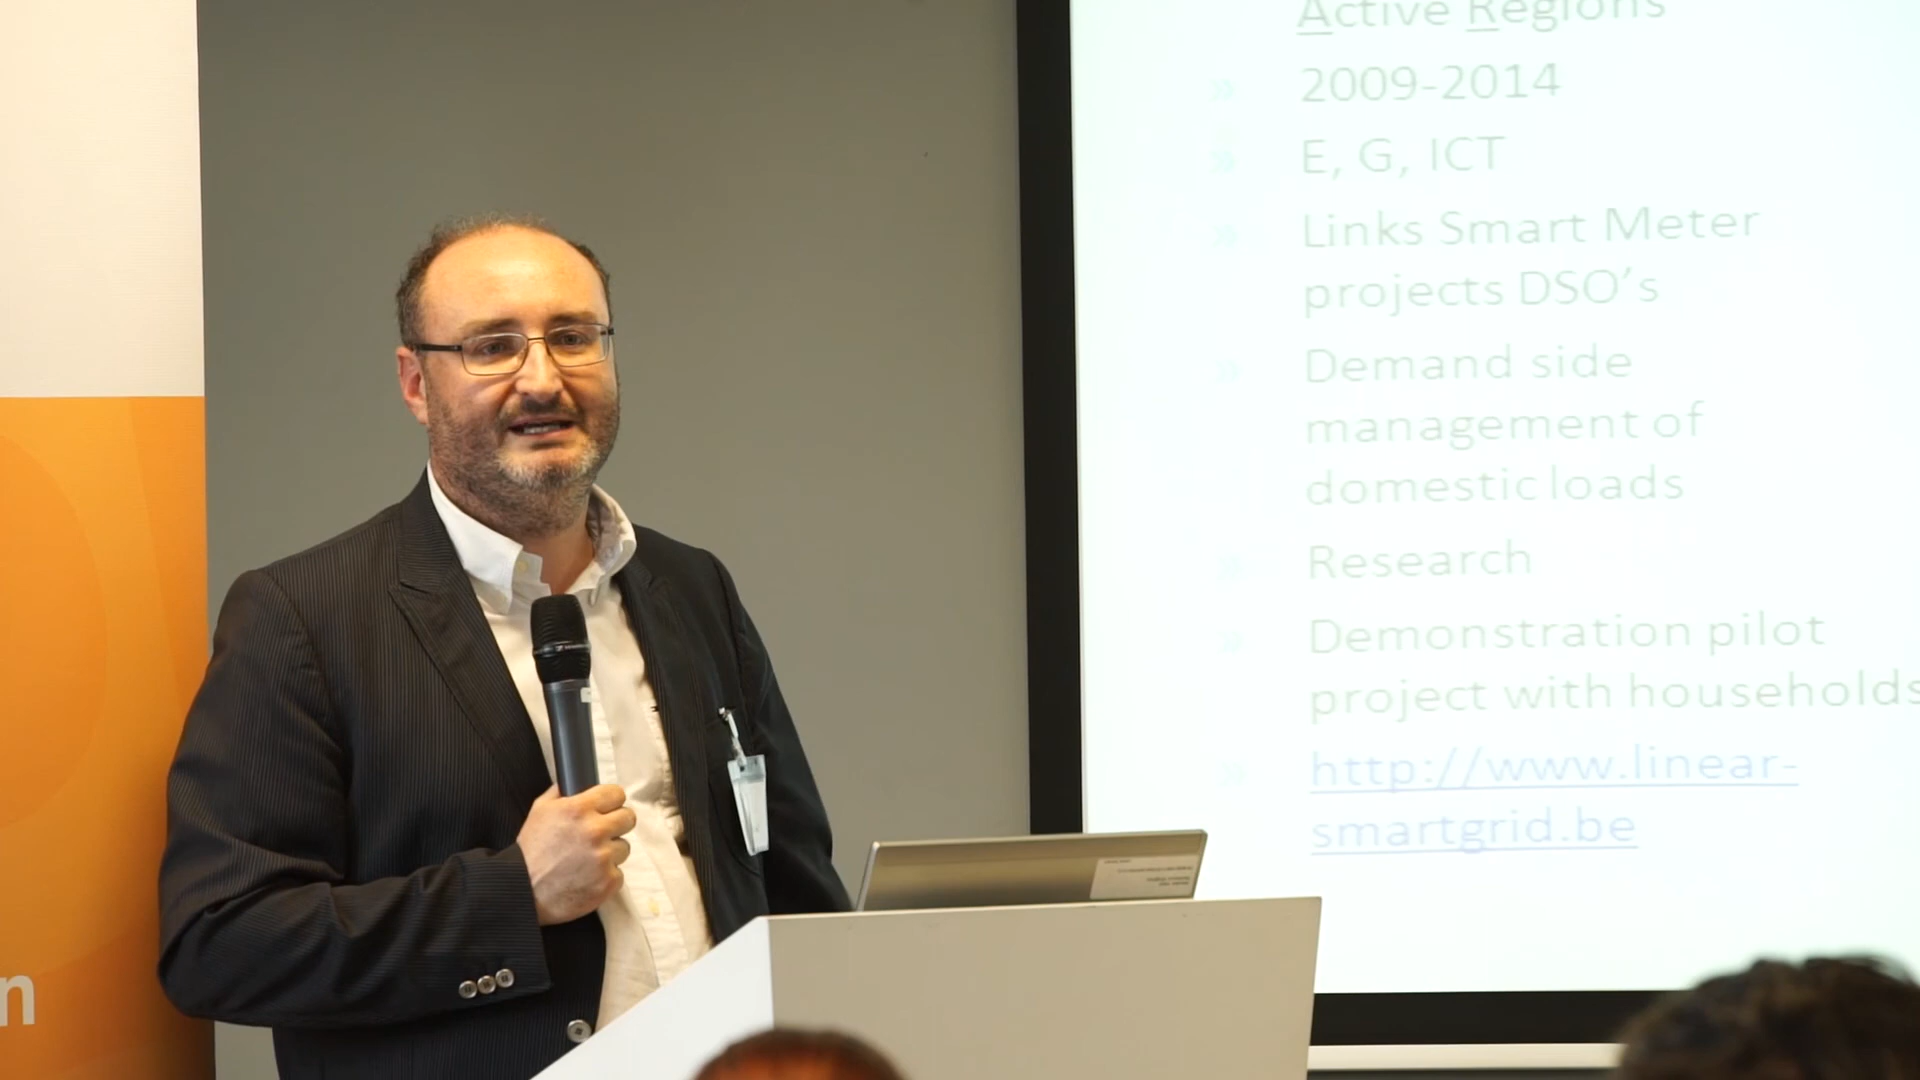 Active Regions
» 2009-2014
» E, G, ICT
» Links Smart Meter
projects DSO's
» Demand side
management of
domestic loads
» Research
» Demonstration pilot
project with households
» http://www.linear-
smartgrid.be
n